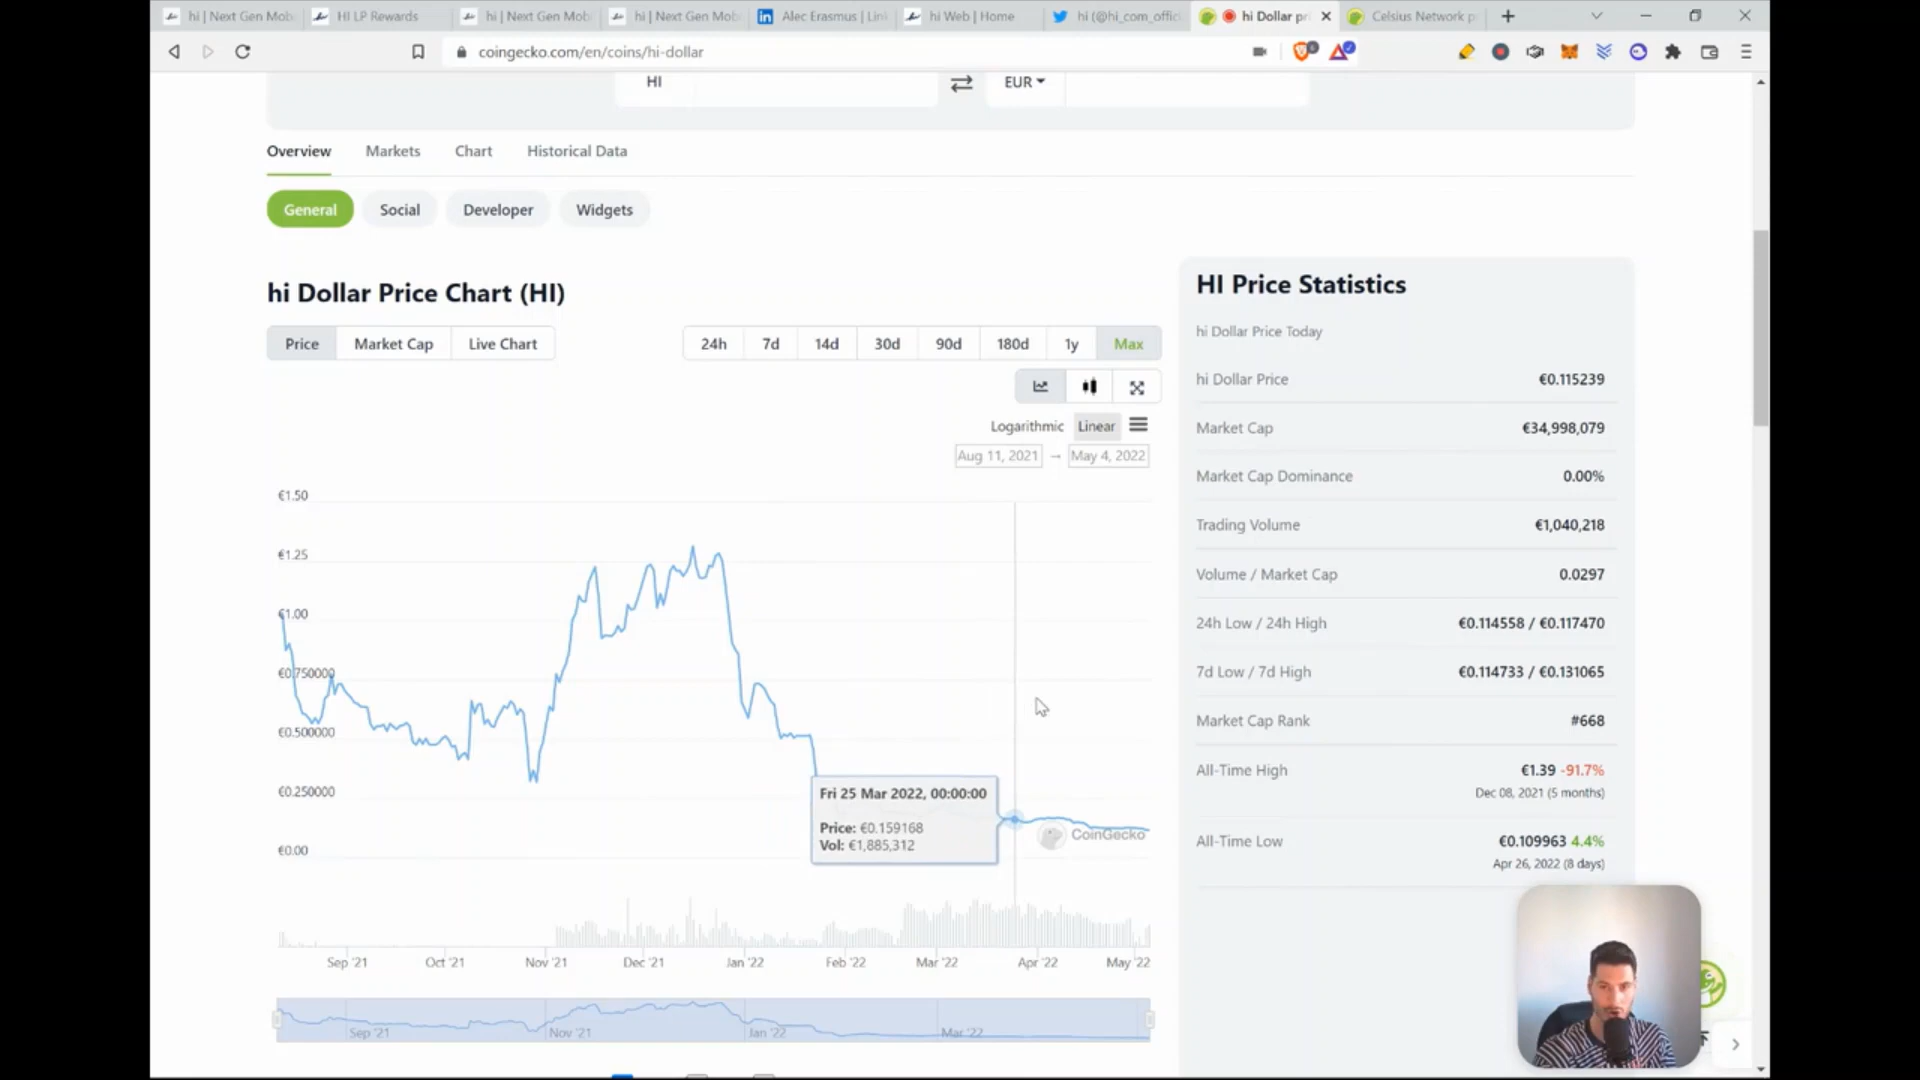 hi | Next Gen Mob
HI LP Rewards
hi | Next Gen Mob
hi | Next Gen Mob
Alec Erasmus | Lin
hi Web | Home
hi (@hi_com_offic
hi Dollar pr
Celsius Network p
coingecko.com/en/coins/hi-dollar
HI
EUR
Overview
Markets
Chart
Historical Data
General
Social
Developer
Widgets
hi Dollar Price Chart (HI)
Price
Market Cap
Live Chart
24h
7d
14d
30d
90d
180d
1y
Max
Logarithmic
Linear
Aug 11, 2021 → May 4, 2022
€1.50
€1.25
€1.00
€0.750000
€0.500000
€0.250000
€0.00
Fri 25 Mar 2022, 00:00:00
Price: €0.159168
Vol: €1,885,312
CoinGecko
Sep '21
Oct '21
Nov '21
Dec '21
Jan '22
Feb '22
Mar '22
Apr '22
May '22
Sep '21
Nov '21
Jan '22
Mar '22
HI Price Statistics
hi Dollar Price Today
hi Dollar Price €0.115239
Market Cap €34,998,079
Market Cap Dominance 0.00%
Trading Volume €1,040,218
Volume / Market Cap 0.0297
24h Low / 24h High €0.114558 / €0.117470
7d Low / 7d High €0.114733 / €0.131065
Market Cap Rank #668
All-Time High €1.39 -91.7%
Dec 08, 2021 (5 months)
All-Time Low €0.109963 4.4%
Apr 26, 2022 (8 days)